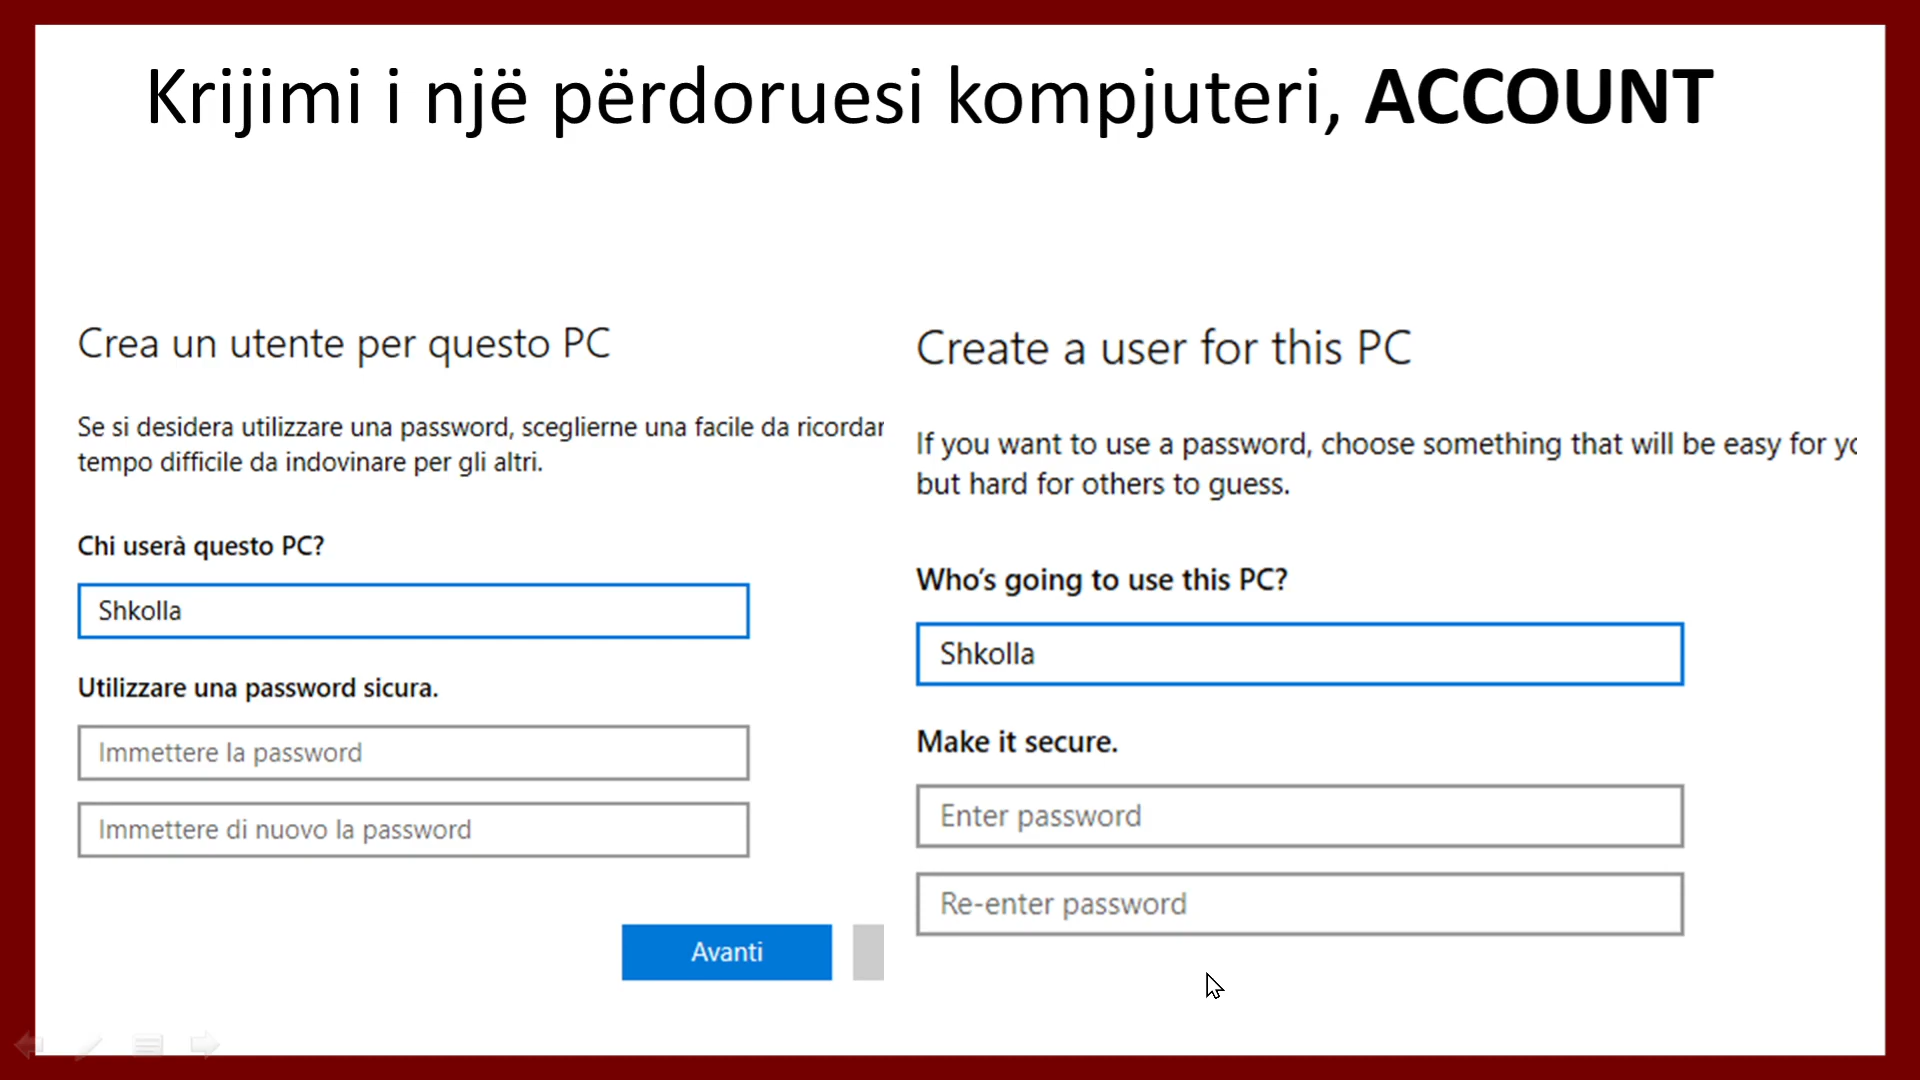 Krijimi i një përdoruesi kompjuteri, ACCOUNT
Crea un utente per questo PC
Se si desidera utilizzare una password, sceglierne una facile da ricordar
tempo difficile da indovinare per gli altri.
Chi userà questo PC?
Shkolla
Utilizzare una password sicura.
Immettere la password
Immettere di nuovo la password
Avanti
Create a user for this PC
If you want to use a password, choose something that will be easy for yo
but hard for others to guess.
Who's going to use this PC?
Shkolla
Make it secure.
Enter password
Re-enter password